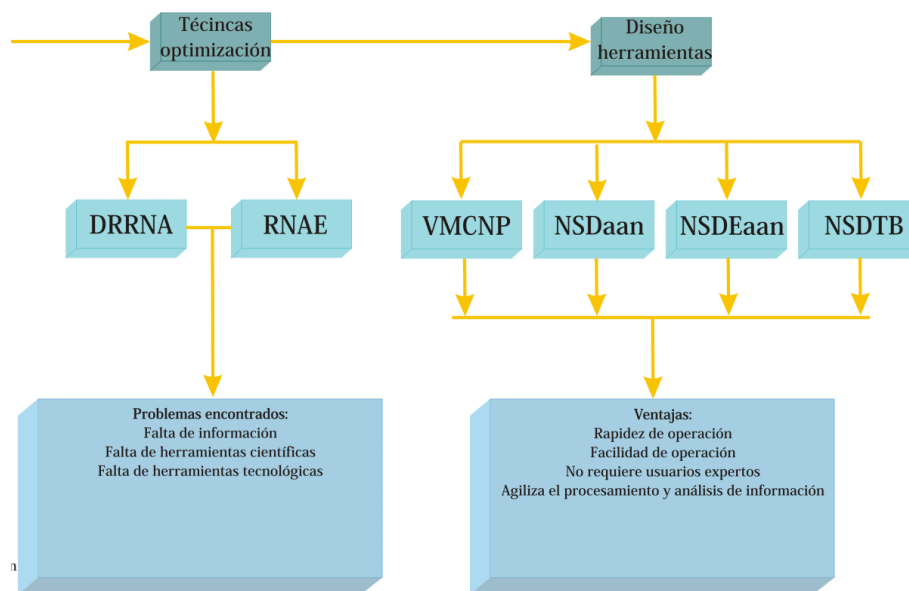 Técincas
optimización
Diseño
herramientas
DRRNA
RNAE
VMCNP
NSDaan
NSDEaan
NSDTB
Problemas encontrados:
Falta de información
Falta de herramientas científicas
Falta de herramientas tecnológicas
Ventajas:
Rapidez de operación
Facilidad de operación
No requiere usuarios expertos
Agiliza el procesamiento y análisis de información
n